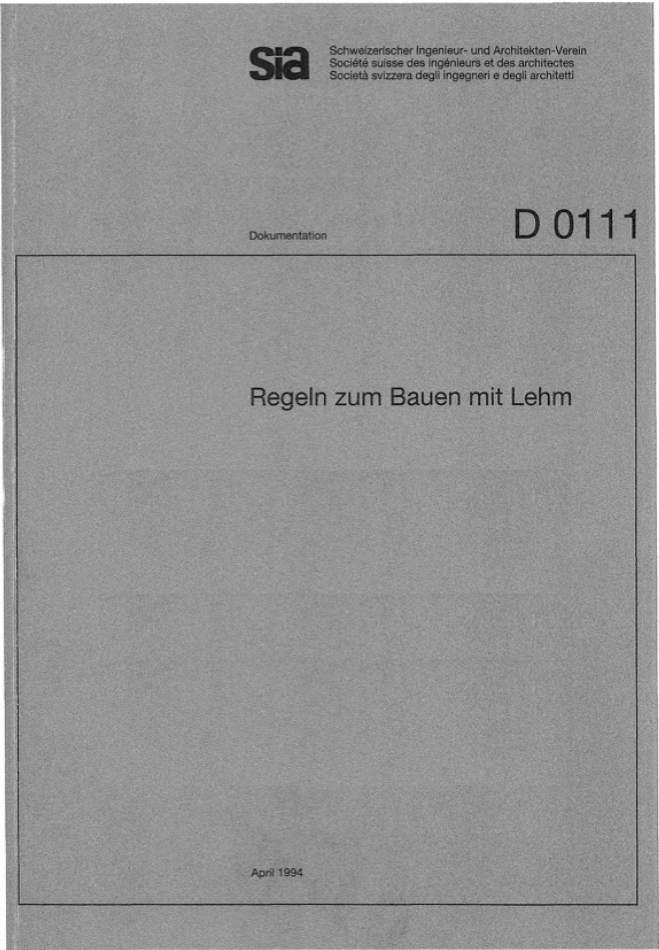 sia
Schweizerischer Ingenieur- und Architekten-Verein
Société suisse des ingénieurs et des architectes
Società svizzera degli ingegneri e degli architetti
Dokumentation
D 0111
Regeln zum Bauen mit Lehm
April 1994